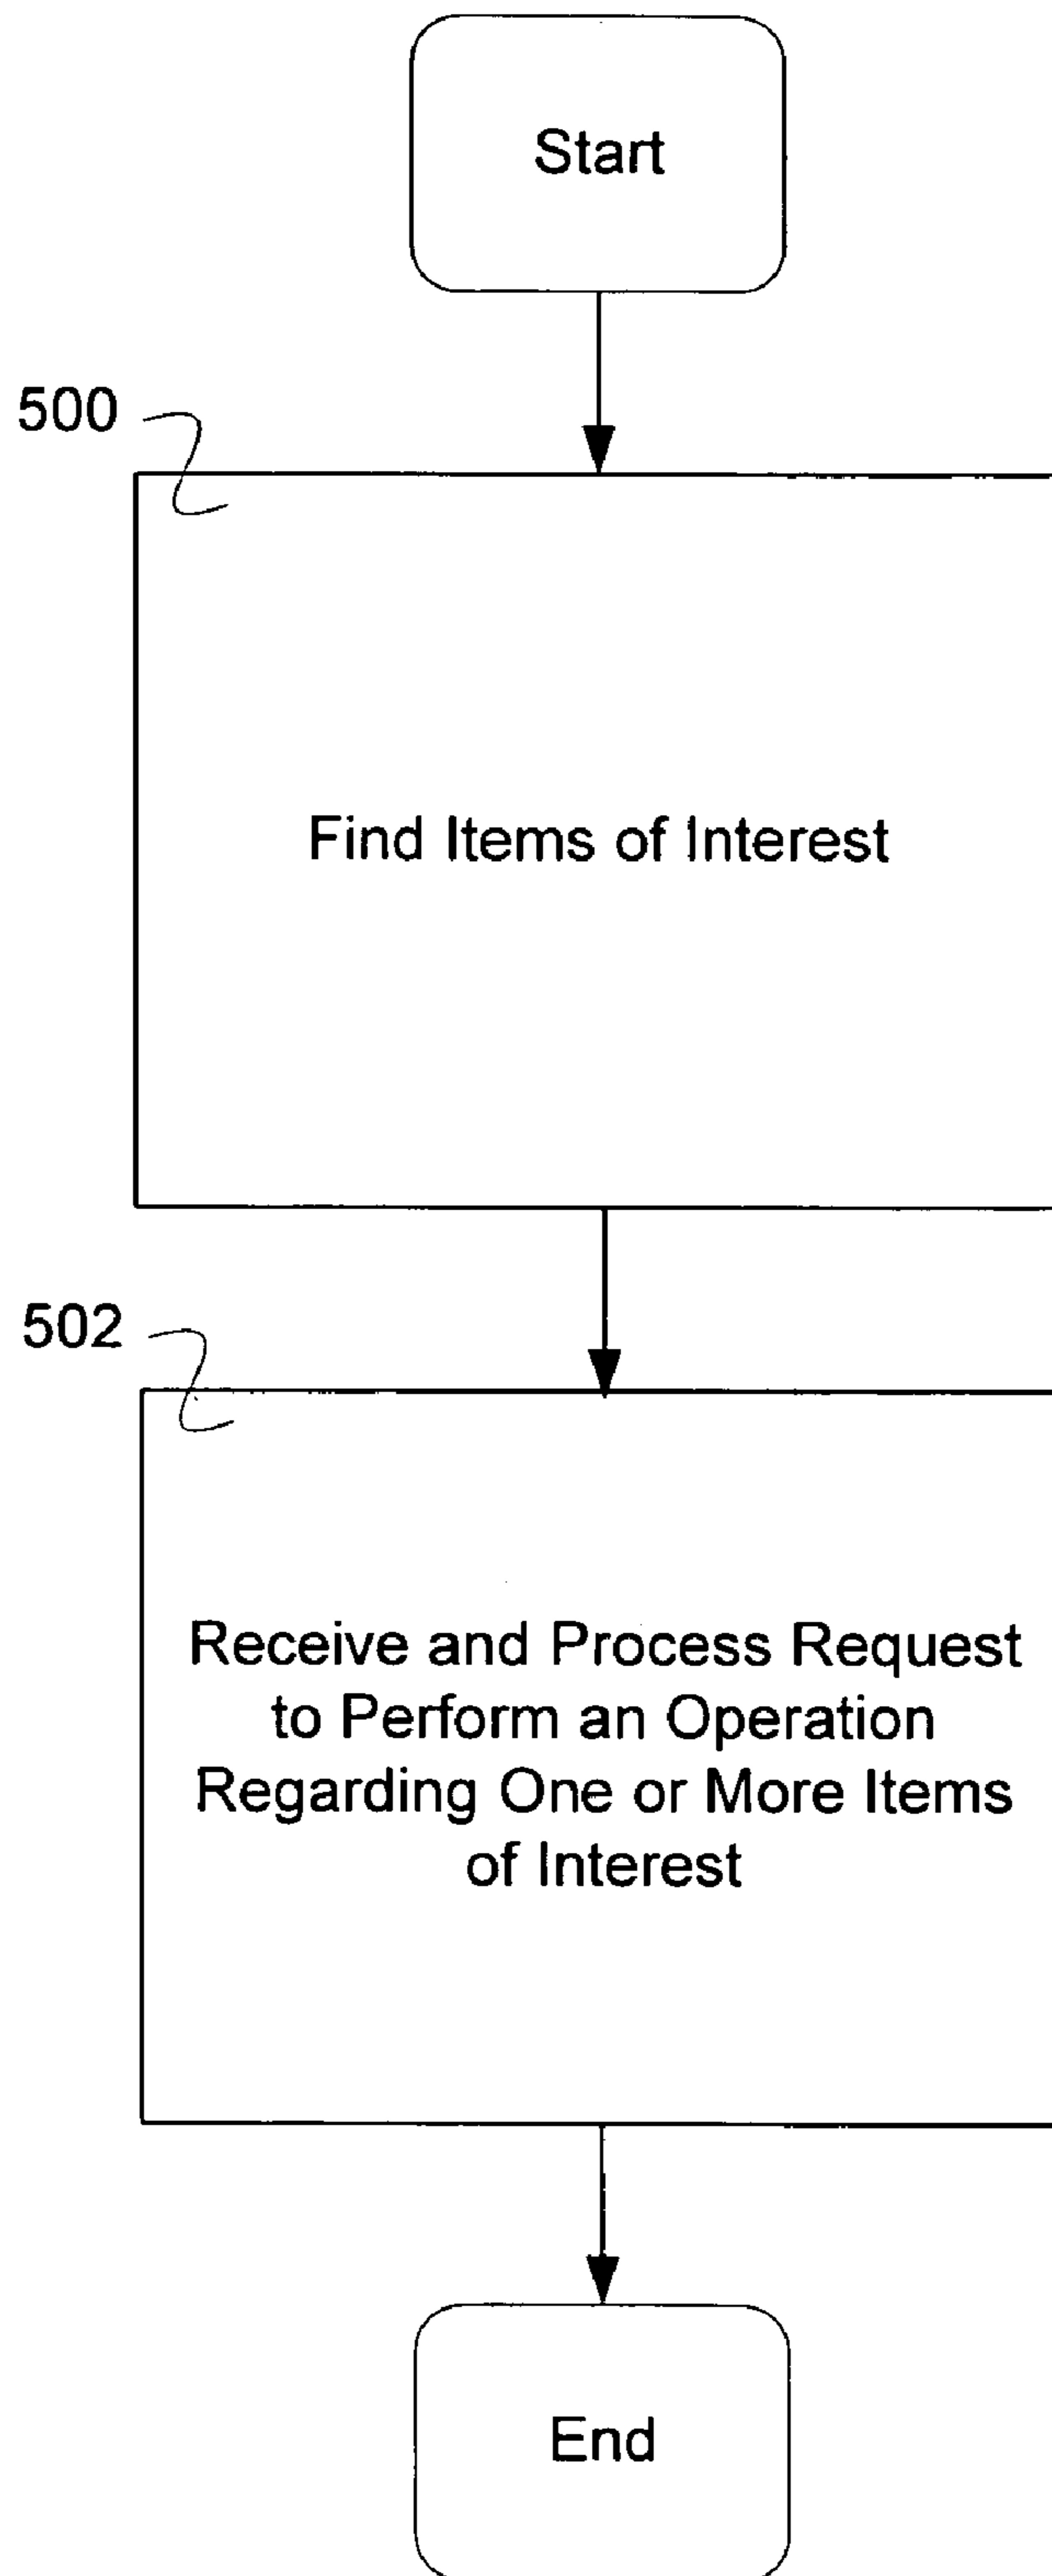 Start
500
Find Items of Interest
502
Receive and Process Request
to Perform an Operation
Regarding One or More Items
of Interest
End